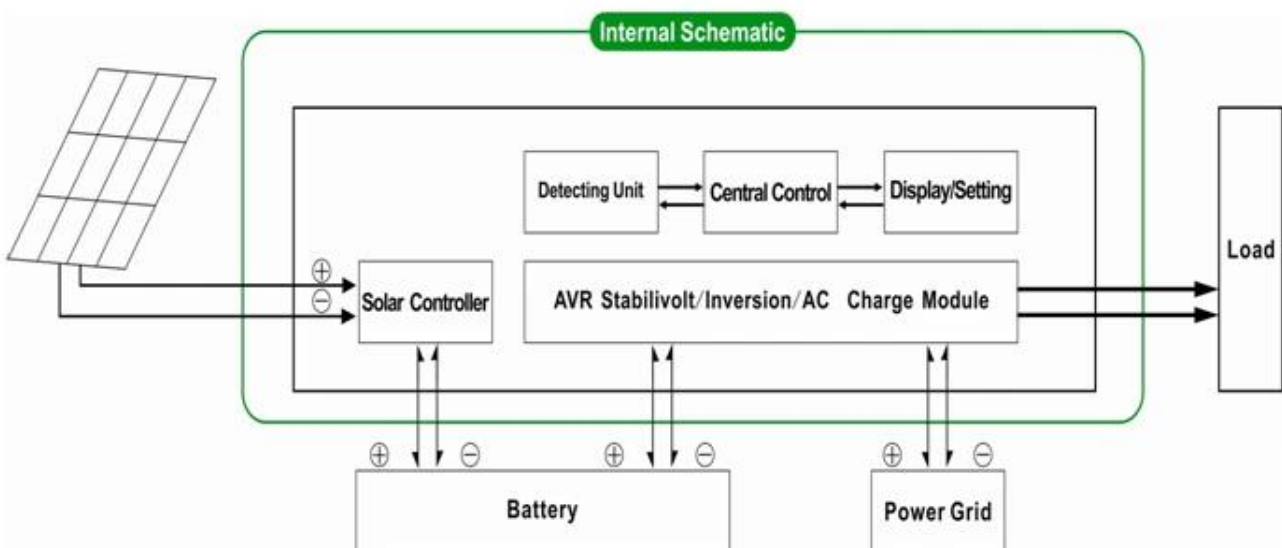 Internal Schematic
Detecting Unit
Central Control
Display/Setting
Load
⊕
⊖
Solar Controller
AVR Stabilivolt/Inversion/AC Charge Module
⊕ ⊖ ⊕ ⊖ ⊕ ⊖
Battery
Power Grid